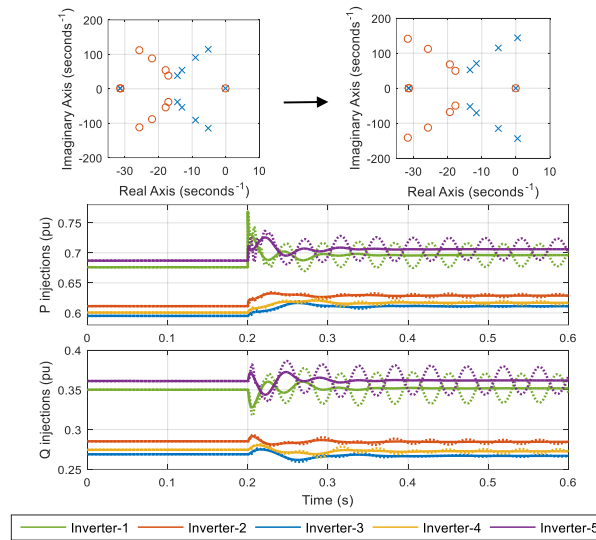 Imaginary Axis (seconds⁻¹)
200
100
0
-100
-200
-30 -20 -10 0 10
Real Axis (seconds⁻¹)
Imaginary Axis (seconds⁻¹)
200
100
0
-100
-200
-30 -20 -10 0 10
Real Axis (seconds⁻¹)
P injections (pu)
0.75
0.7
0.65
0.6
0 0.1 0.2 0.3 0.4 0.5 0.6
Q injections (pu)
0.4
0.35
0.3
0.25
0 0.1 0.2 0.3 0.4 0.5 0.6
Time (s)
Inverter-1 Inverter-2 Inverter-3 Inverter-4 Inverter-5